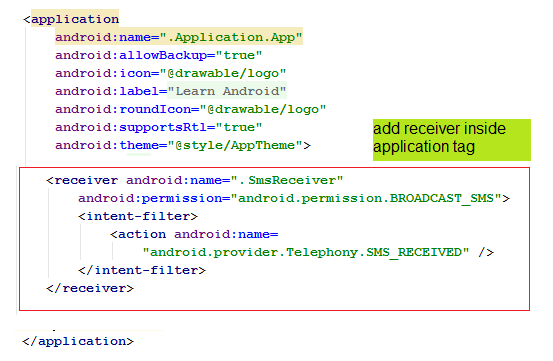 <application
android:name=".Application.App"
android:allowBackup="true"
android:icon="@drawable/logo"
android:label="Learn Android"
android:roundIcon="@drawable/logo"
android:supportsRtl="true"
android:theme="@style/AppTheme">
add receiver inside
application tag
<receiver android:name=".SmsReceiver"
android:permission="android.permission.BROADCAST_SMS">
<intent-filter>
<action android:name=
"android.provider.Telephony.SMS_RECEIVED" />
</intent-filter>
</receiver>
</application>